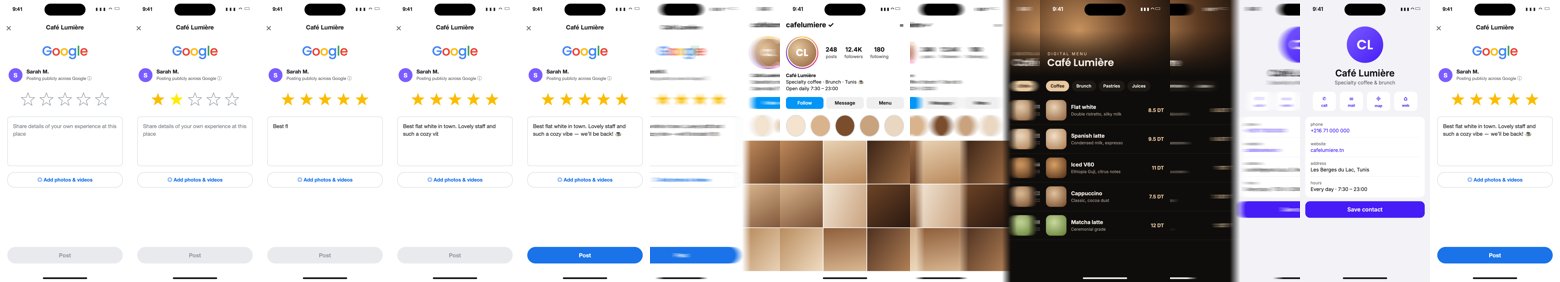 9:41
Café Lumière
Google
S
Sarah M.
Posting publicly across Google ⓘ
Share details of your own experience at this place
Add photos & videos
Post
9:41
Café Lumière
Google
S
Sarah M.
Posting publicly across Google ⓘ
Share details of your own experience at this place
Add photos & videos
Post
9:41
Café Lumière
Google
S
Sarah M.
Posting publicly across Google ⓘ
Best fl
Add photos & videos
Post
9:41
Café Lumière
Google
S
Sarah M.
Posting publicly across Google ⓘ
Best flat white in town. Lovely staff and
such a cozy vit
Add photos & videos
Post
9:41
Café Lumière
Google
S
Sarah M.
Posting publicly across Google ⓘ
Best flat white in town. Lovely staff and
such a cozy vibe — we'll be back! ☕
Add photos & videos
Post
9:41
cafelumiere
CL
248 12.4K 180
posts followers following
Café Lumière
Specialty coffee · Brunch · Tunis ☕
Open daily 7:30 – 23:00
Follow Message Menu
9:41
DIGITAL MENU
Café Lumière
Coffee Brunch Pastries Juices
Flat white 8.5 DT
Double ristretto, silky milk
Spanish latte 9.5 DT
Condensed milk, espresso
Iced V60 11 DT
Ethiopia Guji, citrus notes
Cappuccino 7.5 DT
Classic, cocoa dust
Matcha latte 12 DT
Ceremonial grade
9:41
CL
Café Lumière
Specialty coffee & brunch
call mail map web
phone
+216 71 000 000
website
cafelumiere.tn
address
Les Berges du Lac, Tunis
hours
Every day · 7:30 – 23:00
Save contact
9:41
Café Lumière
Google
S
Sarah M.
Posting publicly across Google ⓘ
Best flat white in town. Lovely staff and
such a cozy vibe — we'll be back! ☕
Add photos & videos
Post